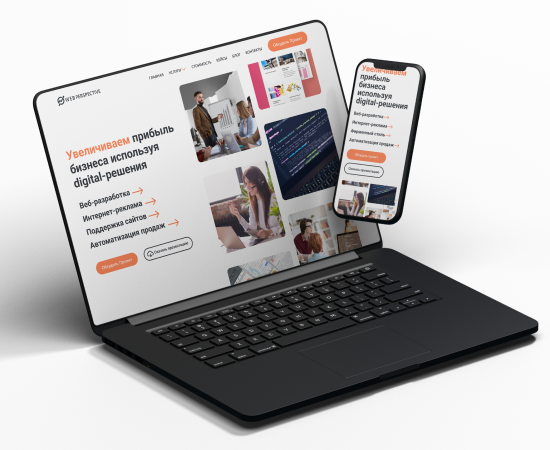 WEB PERSPECTIVE
ГЛАВНАЯ УСЛУГИ СТОИМОСТЬ КЕЙСЫ БЛОГ КОНТАКТЫ
Обсудить Проект
Увеличиваем прибыль
бизнеса используя
digital-решения
Веб-разработка
Интернет-реклама
Поддержка сайтов
Автоматизация продаж
Обсудить Проект
Скачать презентацию
Увеличиваем
прибыль
бизнеса
используя
digital-решения
Веб-разработка
Интернет-реклама
Фирменный стиль
Автоматизация продаж
Обсудить проект
Скачать презентацию